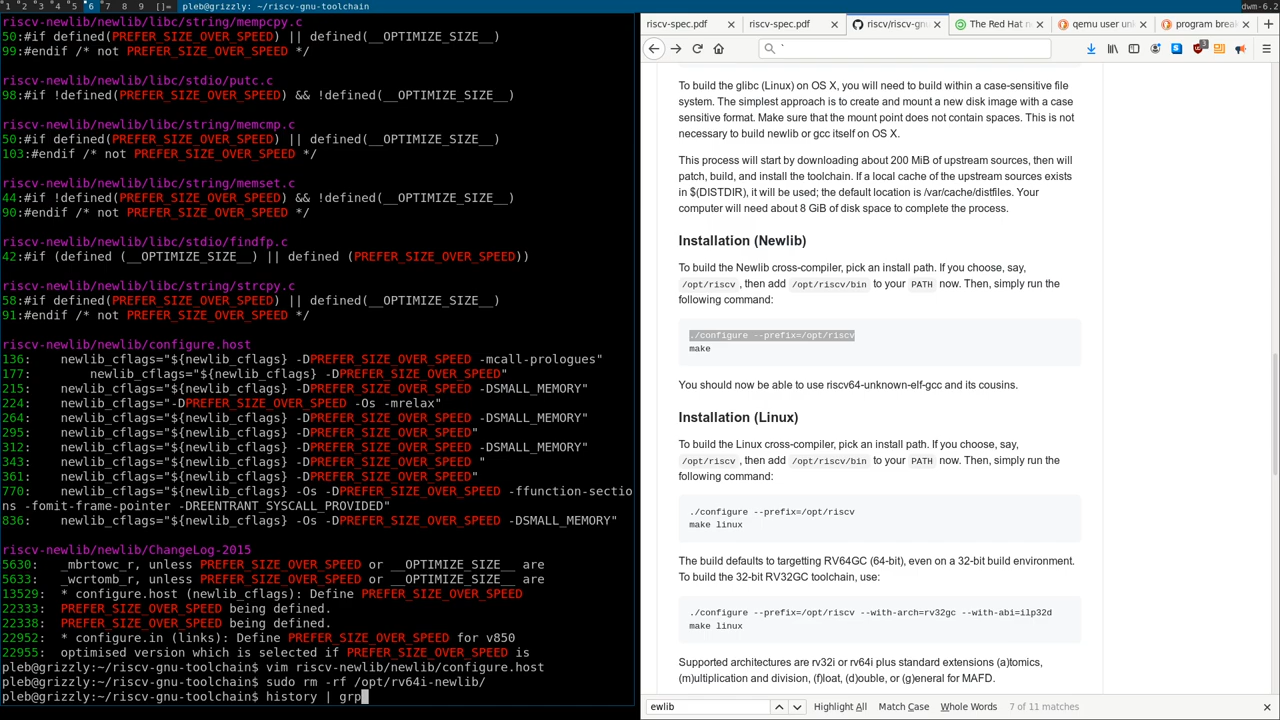 1 2 3 4 5 6 7 8 9 []= pleb@grizzly: ~/riscv-gnu-toolchain dwm-6.2
riscv-newlib/newlib/libc/string/mempcpy.c
50:#if defined(PREFER_SIZE_OVER_SPEED) || defined(__OPTIMIZE_SIZE__)
99:#endif /* not PREFER_SIZE_OVER_SPEED */
riscv-newlib/newlib/libc/stdio/putc.c
98:#if !defined(PREFER_SIZE_OVER_SPEED) && !defined(__OPTIMIZE_SIZE__)
riscv-newlib/newlib/libc/string/memcmp.c
50:#if defined(PREFER_SIZE_OVER_SPEED) || defined(__OPTIMIZE_SIZE__)
103:#endif /* not PREFER_SIZE_OVER_SPEED */
riscv-newlib/newlib/libc/string/memset.c
44:#if !defined(PREFER_SIZE_OVER_SPEED) && !defined(__OPTIMIZE_SIZE__)
90:#endif /* not PREFER_SIZE_OVER_SPEED */
riscv-newlib/newlib/libc/stdio/findfp.c
42:#if (defined (__OPTIMIZE_SIZE__) || defined (PREFER_SIZE_OVER_SPEED))
riscv-newlib/newlib/libc/string/strcpy.c
58:#if defined(PREFER_SIZE_OVER_SPEED) || defined(__OPTIMIZE_SIZE__)
91:#endif /* not PREFER_SIZE_OVER_SPEED */
riscv-newlib/newlib/configure.host
136: newlib_cflags="${newlib_cflags} -DPREFER_SIZE_OVER_SPEED -mcall-prologues"
177: newlib_cflags="${newlib_cflags} -DPREFER_SIZE_OVER_SPEED"
215: newlib_cflags="${newlib_cflags} -DPREFER_SIZE_OVER_SPEED -DSMALL_MEMORY"
224: newlib_cflags="-DPREFER_SIZE_OVER_SPEED -Os -mrelax"
264: newlib_cflags="${newlib_cflags} -DPREFER_SIZE_OVER_SPEED -DSMALL_MEMORY"
295: newlib_cflags="${newlib_cflags} -DPREFER_SIZE_OVER_SPEED"
312: newlib_cflags="${newlib_cflags} -DPREFER_SIZE_OVER_SPEED -DSMALL_MEMORY"
343: newlib_cflags="${newlib_cflags} -DPREFER_SIZE_OVER_SPEED "
361: newlib_cflags="${newlib_cflags} -DPREFER_SIZE_OVER_SPEED"
770: newlib_cflags="${newlib_cflags} -Os -DPREFER_SIZE_OVER_SPEED -ffunction-sectio
ns -fomit-frame-pointer -DREENTRANT_SYSCALL_PROVIDED"
836: newlib_cflags="${newlib_cflags} -Os -DPREFER_SIZE_OVER_SPEED -DSMALL_MEMORY"
riscv-newlib/newlib/ChangeLog-2015
5630: _mbrtowc_r, unless PREFER_SIZE_OVER_SPEED or __OPTIMIZE_SIZE__ are
5633: _wcrtomb_r, unless PREFER_SIZE_OVER_SPEED or __OPTIMIZE_SIZE__ are
13529: * configure.host (newlib_cflags): Define PREFER_SIZE_OVER_SPEED
22333: PREFER_SIZE_OVER_SPEED being defined.
22338: PREFER_SIZE_OVER_SPEED being defined.
22952: * configure.in (links): Define PREFER_SIZE_OVER_SPEED for v850
22955: optimised version which is selected if PREFER_SIZE_OVER_SPEED is
pleb@grizzly:~/riscv-gnu-toolchain$ vim riscv-newlib/newlib/configure.host
pleb@grizzly:~/riscv-gnu-toolchain$ sudo rm -rf /opt/rv64i-newlib/
pleb@grizzly:~/riscv-gnu-toolchain$ history | grp
riscv-spec.pdf riscv-spec.pdf riscv/riscv-gnu The Red Hat n qemu user un program break
`
To build the glibc (Linux) on OS X, you will need to build within a case-sensitive file
system. The simplest approach is to create and mount a new disk image with a case
sensitive format. Make sure that the mount point does not contain spaces. This is not
necessary to build newlib or gcc itself on OS X.
This process will start by downloading about 200 MiB of upstream sources, then will
patch, build, and install the toolchain. If a local cache of the upstream sources exists
in $(DISTDIR), it will be used; the default location is /var/cache/distfiles. Your
computer will need about 8 GiB of disk space to complete the process.
Installation (Newlib)
To build the Newlib cross-compiler, pick an install path. If you choose, say,
/opt/riscv , then add /opt/riscv/bin to your PATH now. Then, simply run the
following command:
./configure --prefix=/opt/riscv
make
You should now be able to use riscv64-unknown-elf-gcc and its cousins.
Installation (Linux)
To build the Linux cross-compiler, pick an install path. If you choose, say,
/opt/riscv , then add /opt/riscv/bin to your PATH now. Then, simply run the
following command:
./configure --prefix=/opt/riscv
make linux
The build defaults to targetting RV64GC (64-bit), even on a 32-bit build environment.
To build the 32-bit RV32GC toolchain, use:
./configure --prefix=/opt/riscv --with-arch=rv32gc --with-abi=ilp32d
make linux
Supported architectures are rv32i or rv64i plus standard extensions (a)tomics,
(m)ultiplication and division, (f)loat, (d)ouble, or (g)eneral for MAFD.
ewlib Highlight All Match Case Whole Words 7 of 11 matches